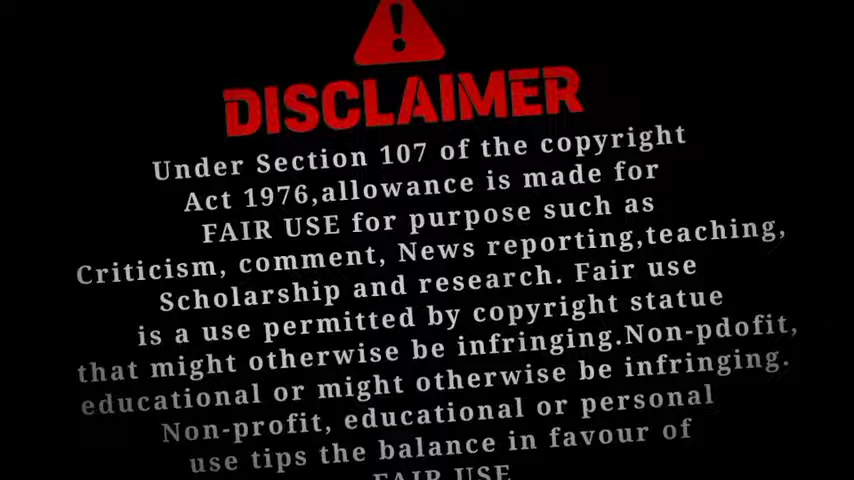 DISCLAIMER
Under Section 107 of the copyright
Act 1976,allowance is made for
FAIR USE for purpose such as
Criticism, comment, News reporting,teaching,
Scholarship and research. Fair use
is a use permitted by copyright statue
that might otherwise be infringing.Non-pdofit,
educational or might otherwise be infringing.
Non-profit, educational or personal
use tips the balance in favour of
FAIR USE